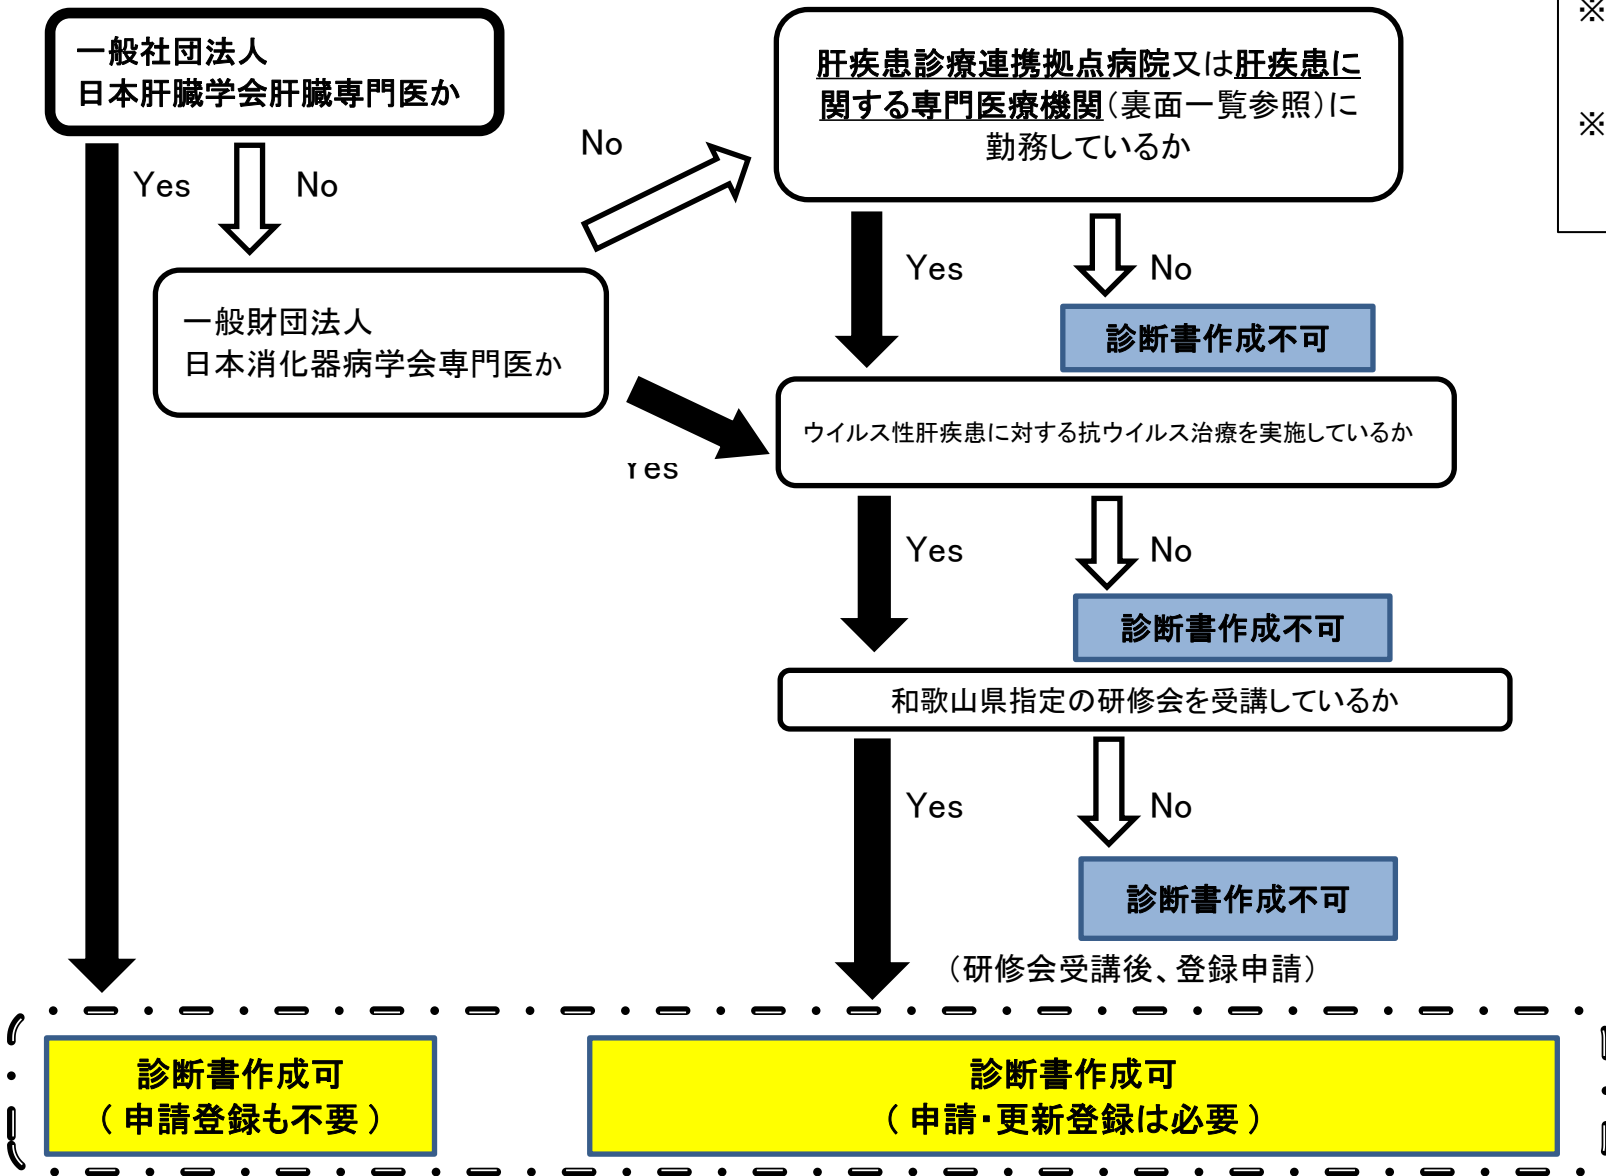 一般社団法人
日本肝臓学会肝臓専門医か
Yes
No
一般財団法人
日本消化器病学会専門医か
No
Yes
肝疾患診療連携拠点病院又は肝疾患に
関する専門医療機関（裏面一覧参照）に
勤務しているか
Yes
No
診断書作成不可
ウイルス性肝疾患に対する抗ウイルス治療を実施しているか
Yes
No
診断書作成不可
和歌山県指定の研修会を受講しているか
Yes
No
診断書作成不可
（研修会受講後、登録申請）
診断書作成可
（ 申請登録も不要 ）
診断書作成可
（ 申請・更新登録は必要 ）
※
※